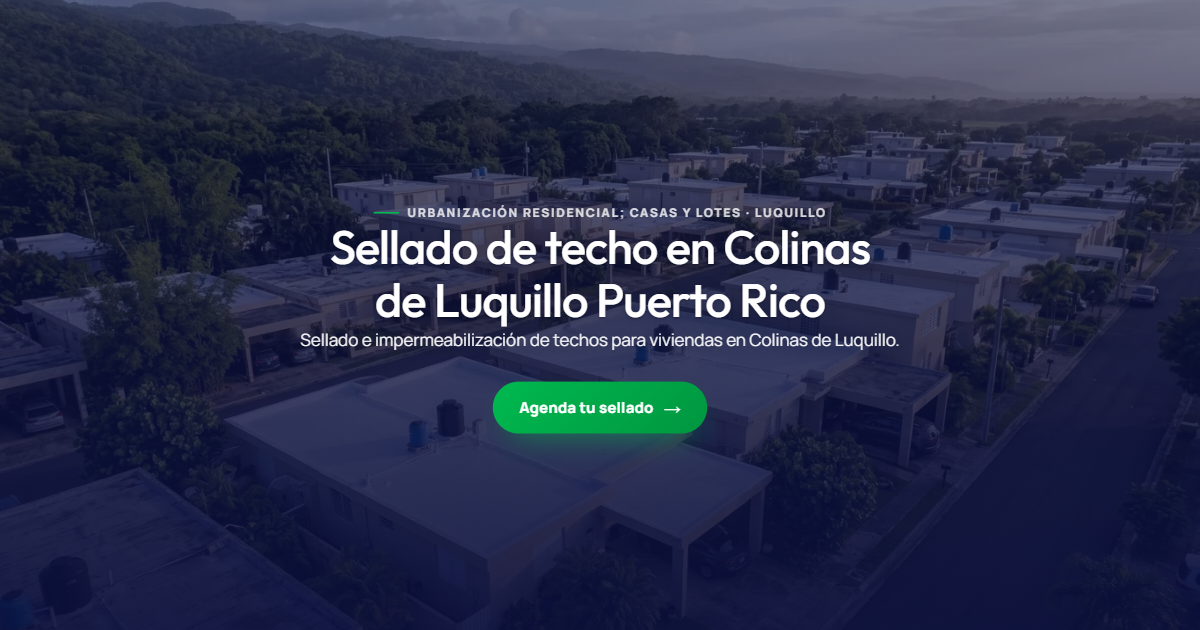 URBANIZACIÓN RESIDENCIAL; CASAS Y LOTES · LUQUILLO
Sellado de techo en Colinas
de Luquillo Puerto Rico
Sellado e impermeabilización de techos para viviendas en Colinas de Luquillo.
Agenda tu sellado →